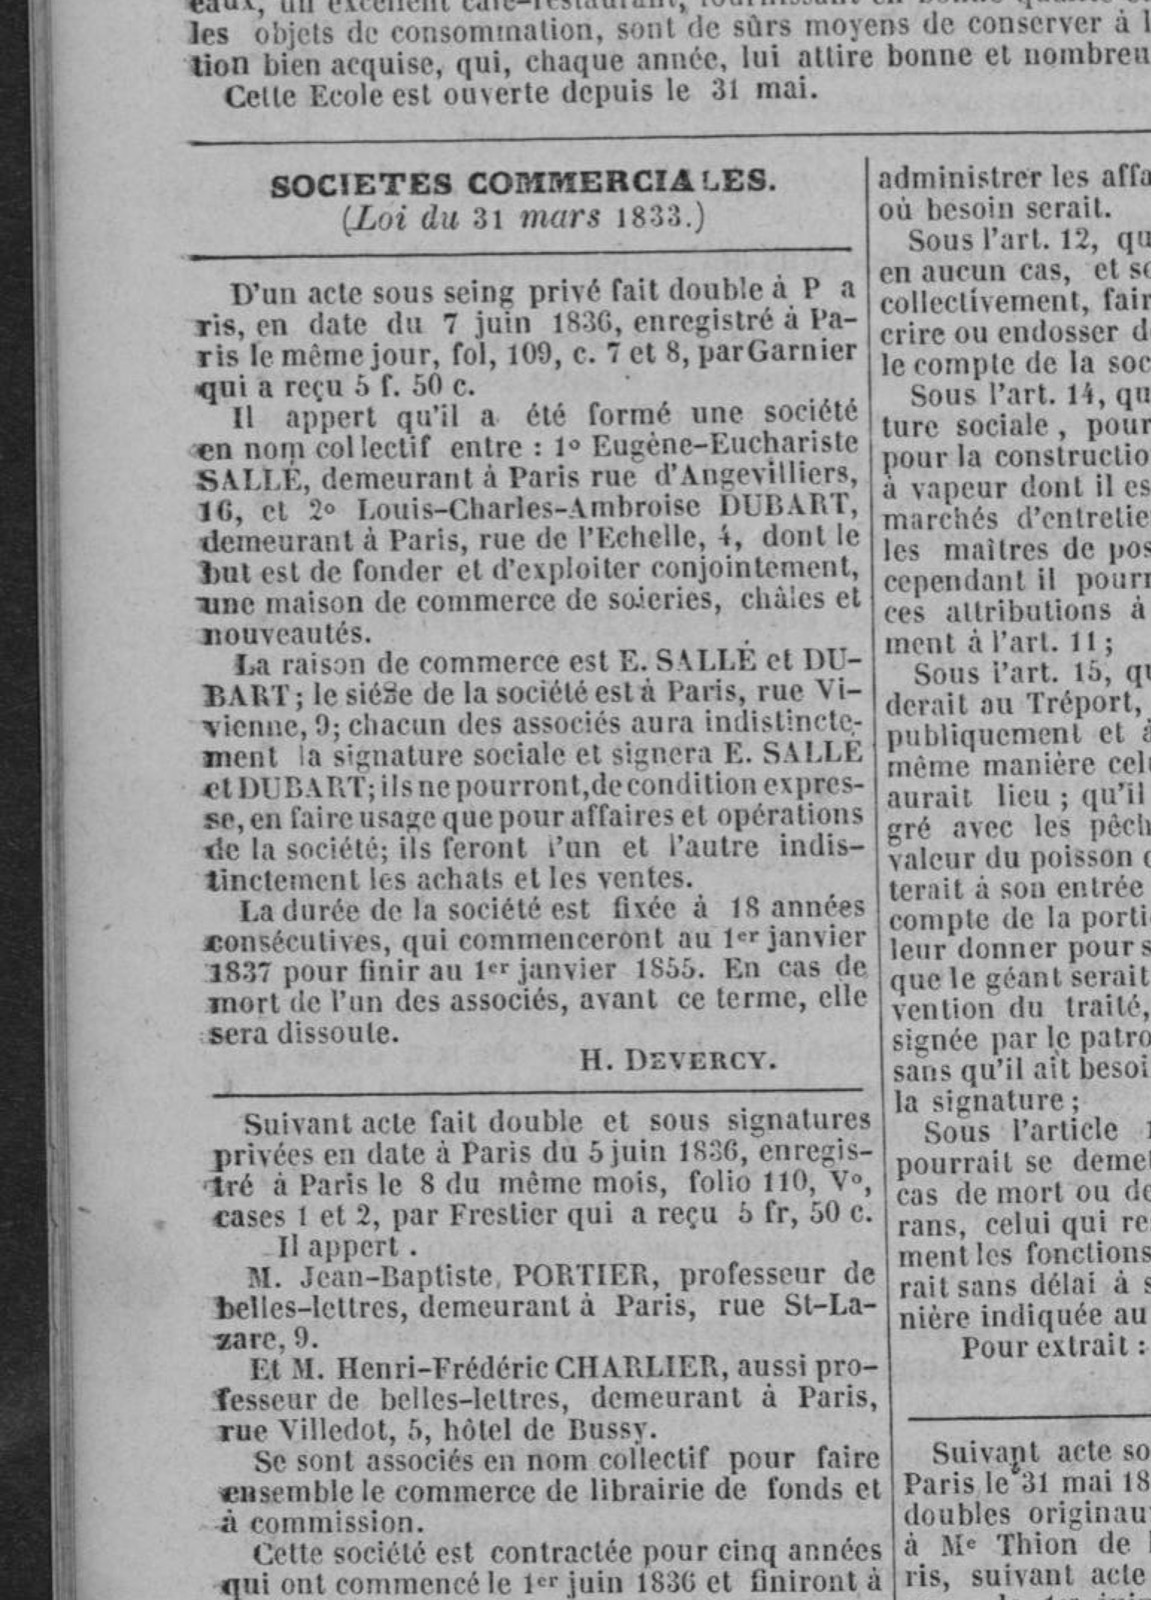 les objets de consommation, sont de sûrs moyens de conserver à
tion bien acquise, qui, chaque année, lui attire bonne et nombreu
Cette Ecole est ouverte depuis le 31 mai.
SOCIETES COMMERCIALES.
(Loi du 31 mars 1833.)
D'un acte sous seing privé fait double à P a
ris, en date du 7 juin 1836, enregistré à Pa-
ris le même jour, fol, 109, c. 7 et 8, par Garnier
qui a reçu 5 f. 50 c.
Il appert qu'il a été formé une société
en nom collectif entre : 1o Eugène-Euchariste
SALLÉ, demeurant à Paris rue d'Angevilliers,
16, et 2o Louis-Charles-Ambroise DUBART,
demeurant à Paris, rue de l'Echelle, 4, dont le
but est de fonder et d'exploiter conjointement,
une maison de commerce de soieries, châles et
nouveautés.
La raison de commerce est E. SALLÉ et DU-
BART; le siége de la société est à Paris, rue Vi-
vienne, 9; chacun des associés aura indistincte-
ment la signature sociale et signera E. SALLÉ
et DUBART; ils ne pourront, de condition expres-
se, en faire usage que pour affaires et opérations
de la société; ils feront l'un et l'autre indis-
tinctement les achats et les ventes.
La durée de la société est fixée à 18 années
consécutives, qui commenceront au 1er janvier
1837 pour finir au 1er janvier 1855. En cas de
mort de l'un des associés, avant ce terme, elle
sera dissoute.
H. DEVERCY.
Suivant acte fait double et sous signatures
privées en date à Paris du 5 juin 1836, enregis-
tré à Paris le 8 du même mois, folio 110, Vo,
cases 1 et 2, par Frestier qui a reçu 5 fr, 50 c.
Il appert .
M. Jean-Baptiste PORTIER, professeur de
belles-lettres, demeurant à Paris, rue St-La-
zare, 9.
Et M. Henri-Frédéric CHARLIER, aussi pro-
fesseur de belles-lettres, demeurant à Paris,
rue Villedot, 5, hôtel de Bussy.
Se sont associés en nom collectif pour faire
ensemble le commerce de librairie de fonds et
à commission.
Cette société est contractée pour cinq années
qui ont commencé le 1er juin 1836 et finiront à
administrer les affa
où besoin serait.
Sous l'art. 12, qu
en aucun cas, et so
collectivement, fair
crire ou endosser d
le compte de la soc
Sous l'art. 14, qu
ture sociale, pour
pour la constructio
à vapeur dont il es
marchés d'entretie
les maîtres de pos
cependant il pourr
ces attributions à
ment à l'art. 11;
Sous l'art. 15, qu
derait au Tréport,
publiquement et à
même manière celu
aurait lieu; qu'il
gré avec les pêch
valeur du poisson
terait à son entrée
compte de la porti
leur donner pour s
que le géant serait
vention du traité,
signée par le patro
sans qu'il ait besoi
la signature;
Sous l'article
pourrait se demet
cas de mort ou de
rans, celui qui re
ment les fonctions
rait sans délai à s
nière indiquée au
Pour extrait :
Suivant acte so
Paris le 31 mai 18
doubles originau
à Me Thion de
ris, suivant acte